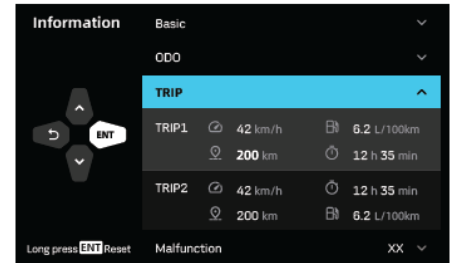 Information
Basic
ODO
TRIP
ENT
TRIP1 42 km/h 6.2 L/100km
200 km 12 h 35 min
TRIP2 42 km/h 12 h 35 min
200 km 6.2 L/100km
Long press ENT Reset
Malfunction XX